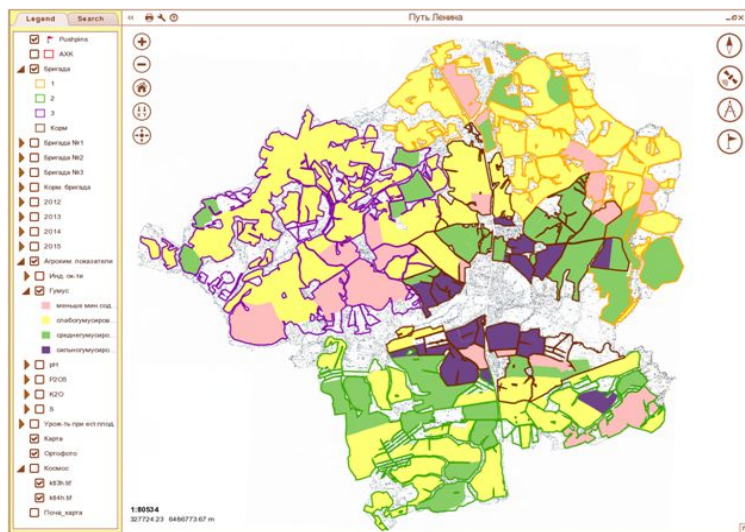 Legend Search
Путь Ленина
Pushpins
АХК
Бригада
1
2
3
Корм
Бригада №1
Бригада №2
Бригада №3
Корм. бригада
2012
2013
2014
2015
Агрохим. показатели
Инд. ок-ти
Гумус
меньше мин.сод...
слабогумусиров...
среднегумусиро...
сильногумусиро...
pH
P2O5
K2O
S
Урож-ть при ест.плод.
Карта
Ортофото
Космос
kt83h.tif
kt84h.tif
Почв_карта
1:80534
327724.23 6486773.67 m